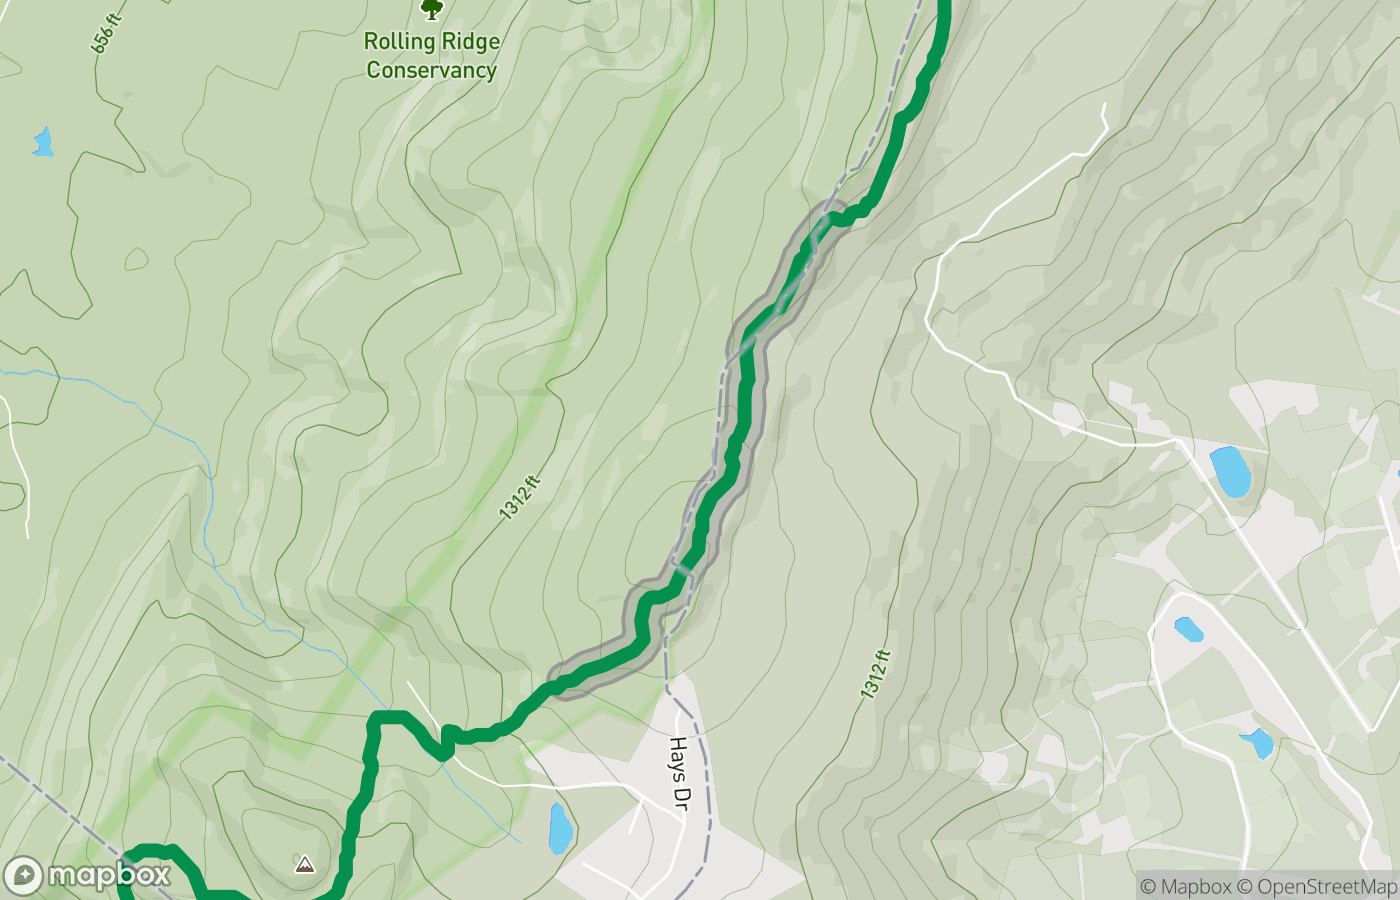 656 ft
Rolling Ridge
Conservancy
1312 ft
1312 ft
Hays Dr
mapbox
© Mapbox © OpenStreetMap